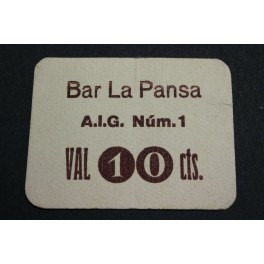 Bar La Pansa
A.I.G. Núm.1
VAL 10 cts.